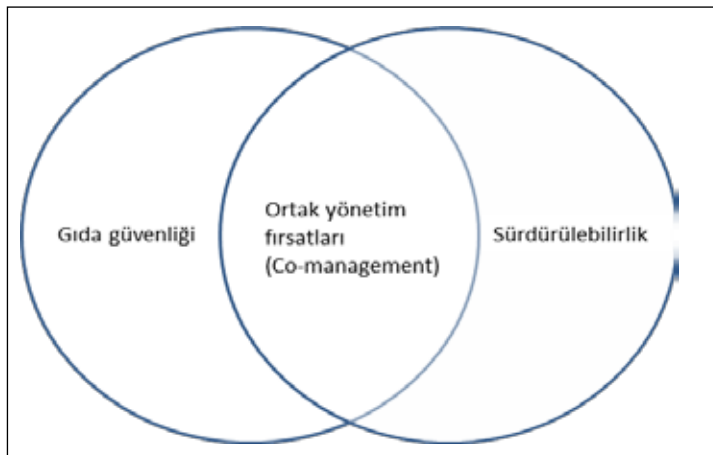 Gıda güvenliği
Ortak yönetim
fırsatları
(Co-management)
Sürdürülebilirlik